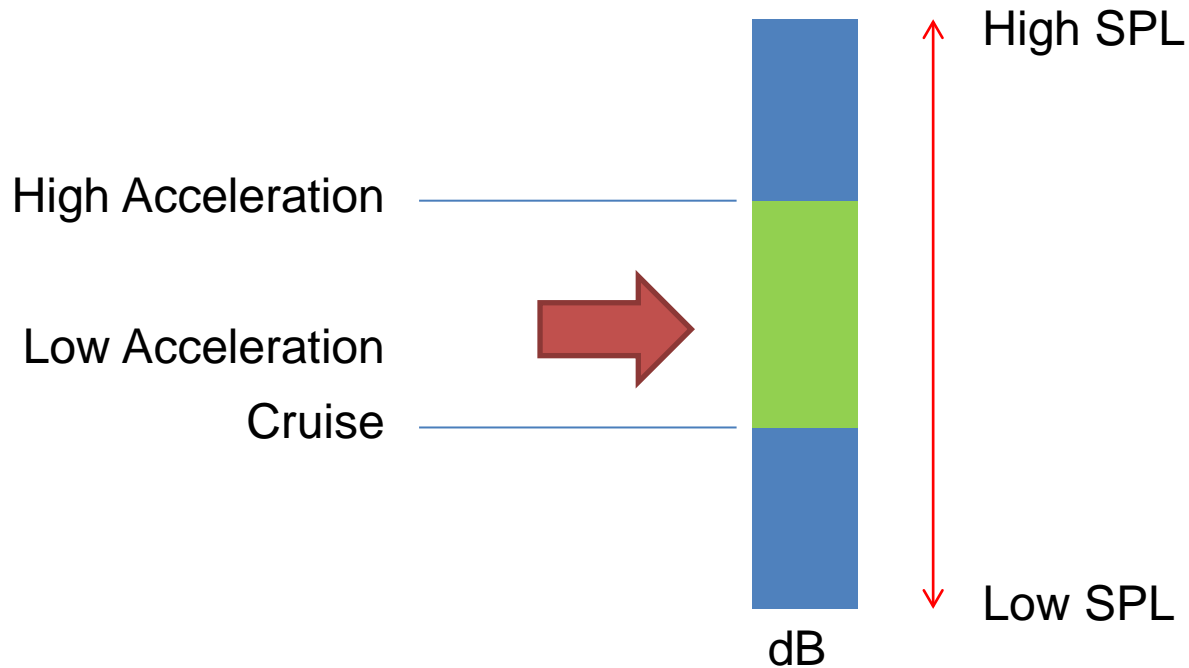 High SPL
High Acceleration
Low Acceleration
Cruise
Low SPL
dB